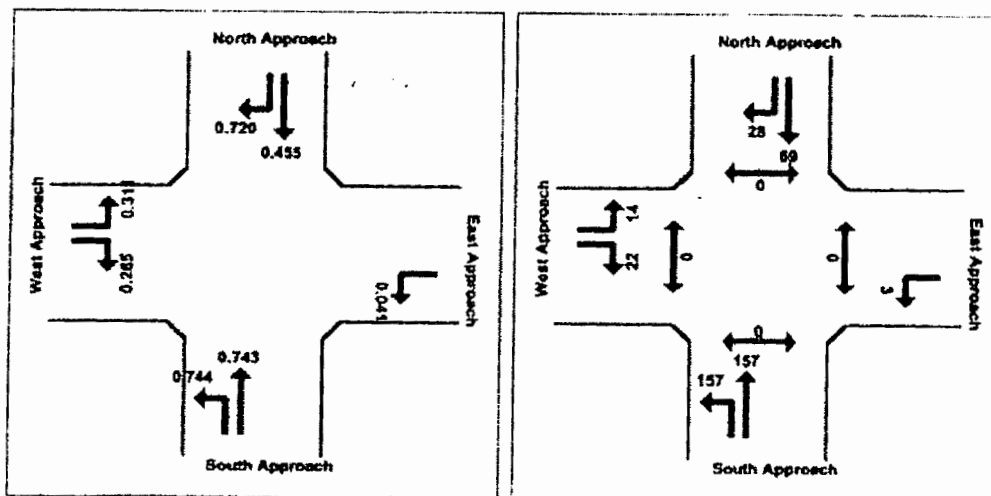 North Approach
0.720
0.455
West Approach
0.311
0.265
East Approach
0.041
0.743
0.744
South Approach
North Approach
28
69
0
West Approach
14
22
0
0
East Approach
3
0
157
157
South Approach